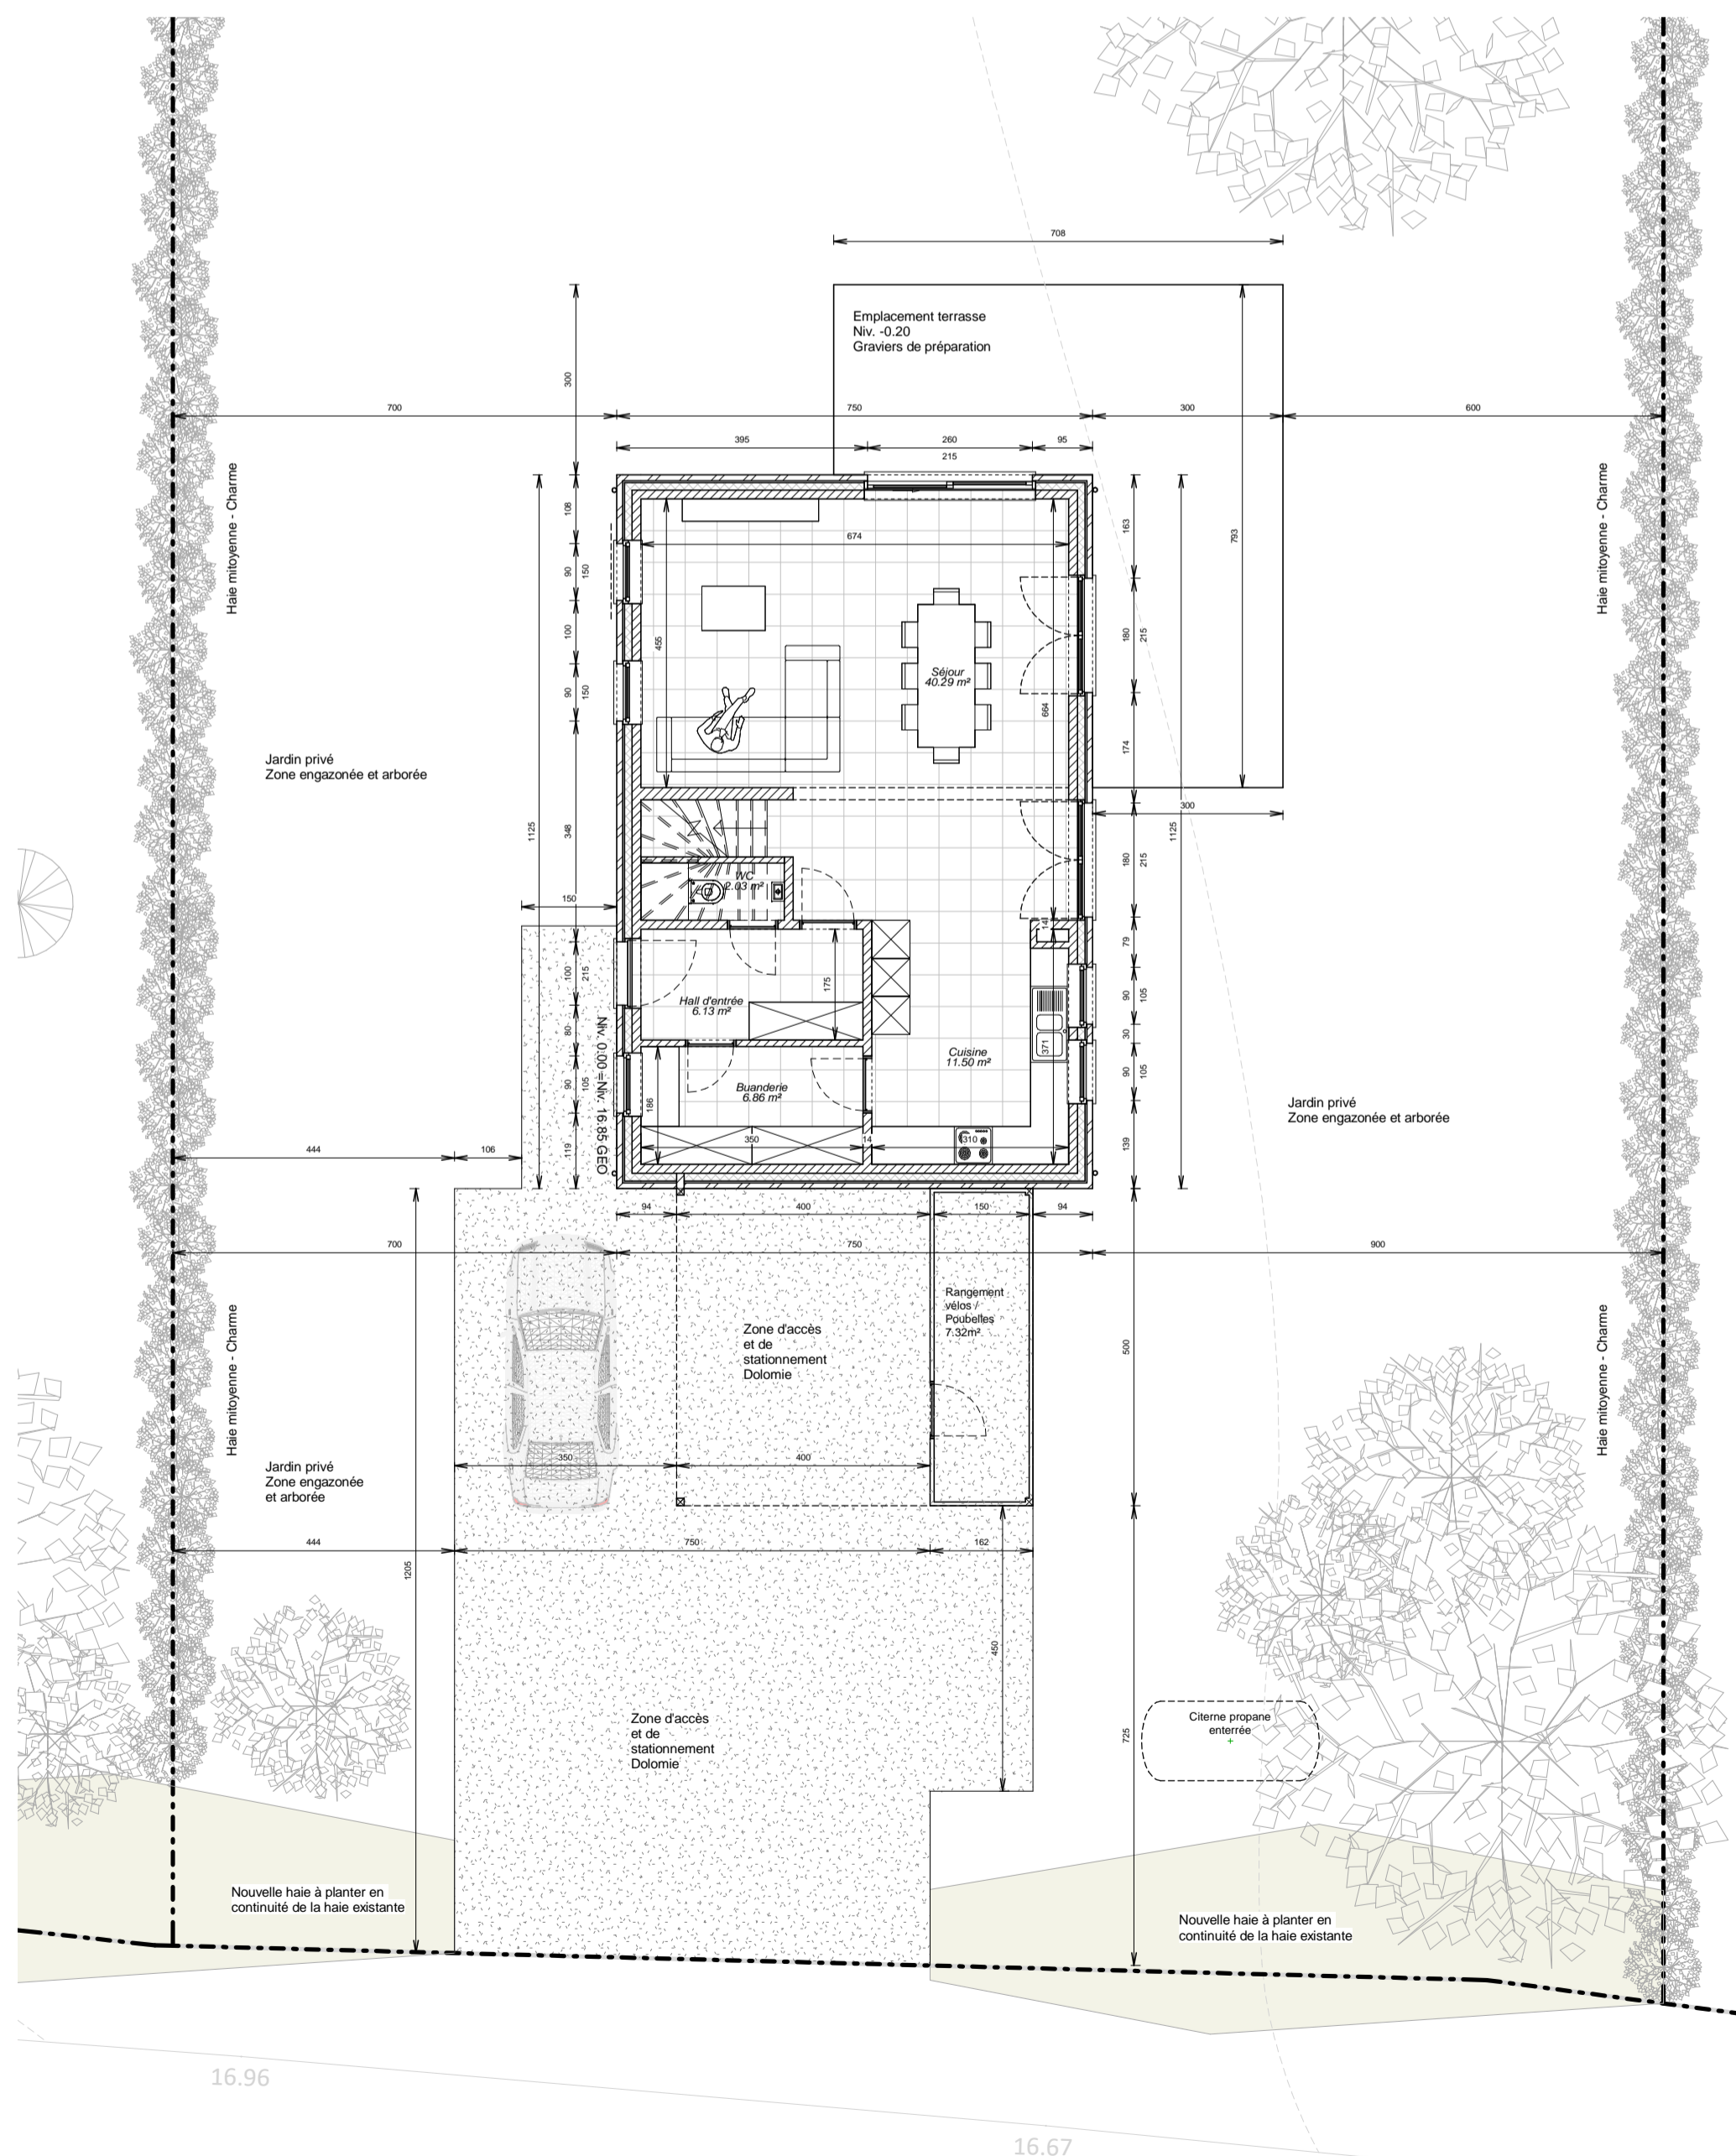 708
Emplacement terrasse
Niv. -0.20
Graviers de préparation
300
793
700
750
300
600
395
260
95
215
Haie mitoyenne - Charme
Haie mitoyenne - Charme
108
90
150
100
90
150
348
1125
674
455
664
Séjour
40.29 m²
163
180
215
174
180
215
1125
300
Jardin privé
Zone engazonée et arborée
WC
2.03 m²
150
100
215
80
90
105
119
Niv. 0.00=Niv. 16.85 GEO
175
Hall d'entrée
6.13 m²
14
79
90
105
30
90
105
139
371
Cuisine
11.50 m²
Buanderie
6.86 m²
186
350
14
310
Jardin privé
Zone engazonée et arborée
444
106
94
400
150
94
700
750
900
Haie mitoyenne - Charme
Haie mitoyenne - Charme
Rangement
vélos /
Poubelles
7.32m²
Zone d'accès
et de
stationnement
Dolomie
500
350
400
Jardin privé
Zone engazonée
et arborée
444
750
162
1205
450
725
Zone d'accès
et de
stationnement
Dolomie
Citerne propane
enterrée
Nouvelle haie à planter en
continuité de la haie existante
Nouvelle haie à planter en
continuité de la haie existante
16.96
16.67